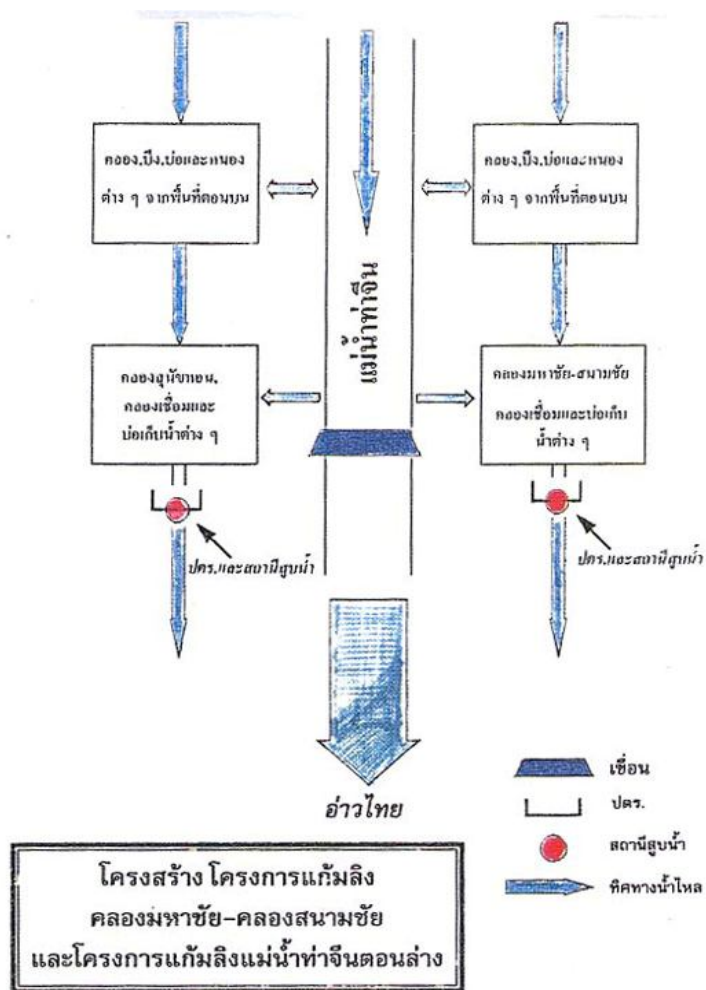 คลอง,บึง,บ่อและหนอง
ต่าง ๆ จากพื้นที่ตอนบน
คลอง,บึง,บ่อและหนอง
ต่าง ๆ จากพื้นที่ตอนบน
แม่น้ำท่าจีน
คลองสุนัขหอน,
คลองเชื่อมและ
บ่อเก็บน้ำต่าง ๆ
คลองมหาชัย-สนามชัย
คลองเชื่อมและบ่อเก็บ
น้ำต่าง ๆ
ปตร.และสถานีสูบน้ำ
ปตร.และสถานีสูบน้ำ
อ่าวไทย
เขื่อน
ปตร.
สถานีสูบน้ำ
ทิศทางน้ำไหล
โครงสร้าง โครงการแก้มลิง
คลองมหาชัย-คลองสนามชัย
และโครงการแก้มลิงแม่น้ำท่าจีนตอนล่าง